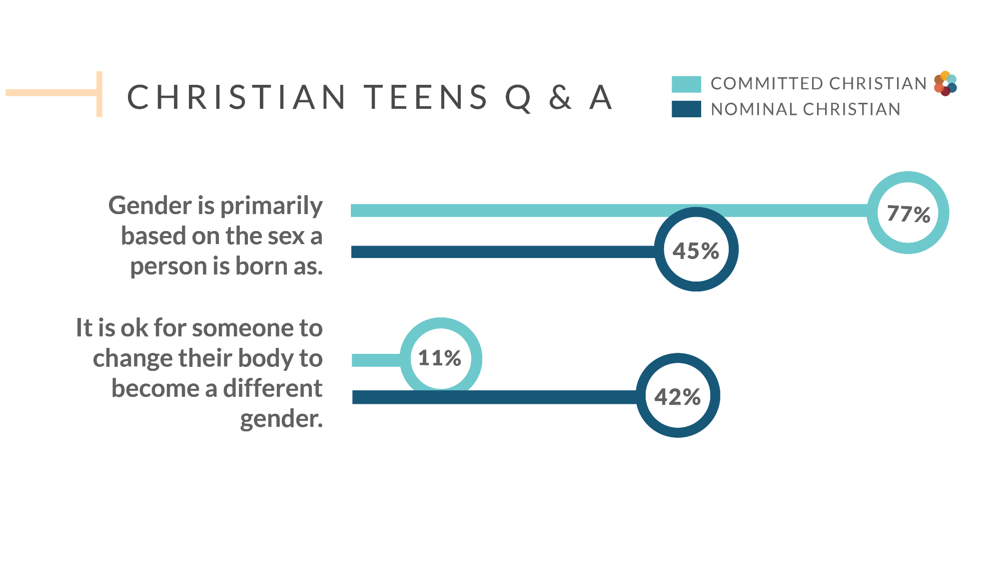 CHRISTIAN TEENS Q & A
COMMITTED CHRISTIAN
NOMINAL CHRISTIAN
Gender is primarily
based on the sex a
person is born as.
77%
45%
It is ok for someone to
change their body to
become a different
gender.
11%
42%